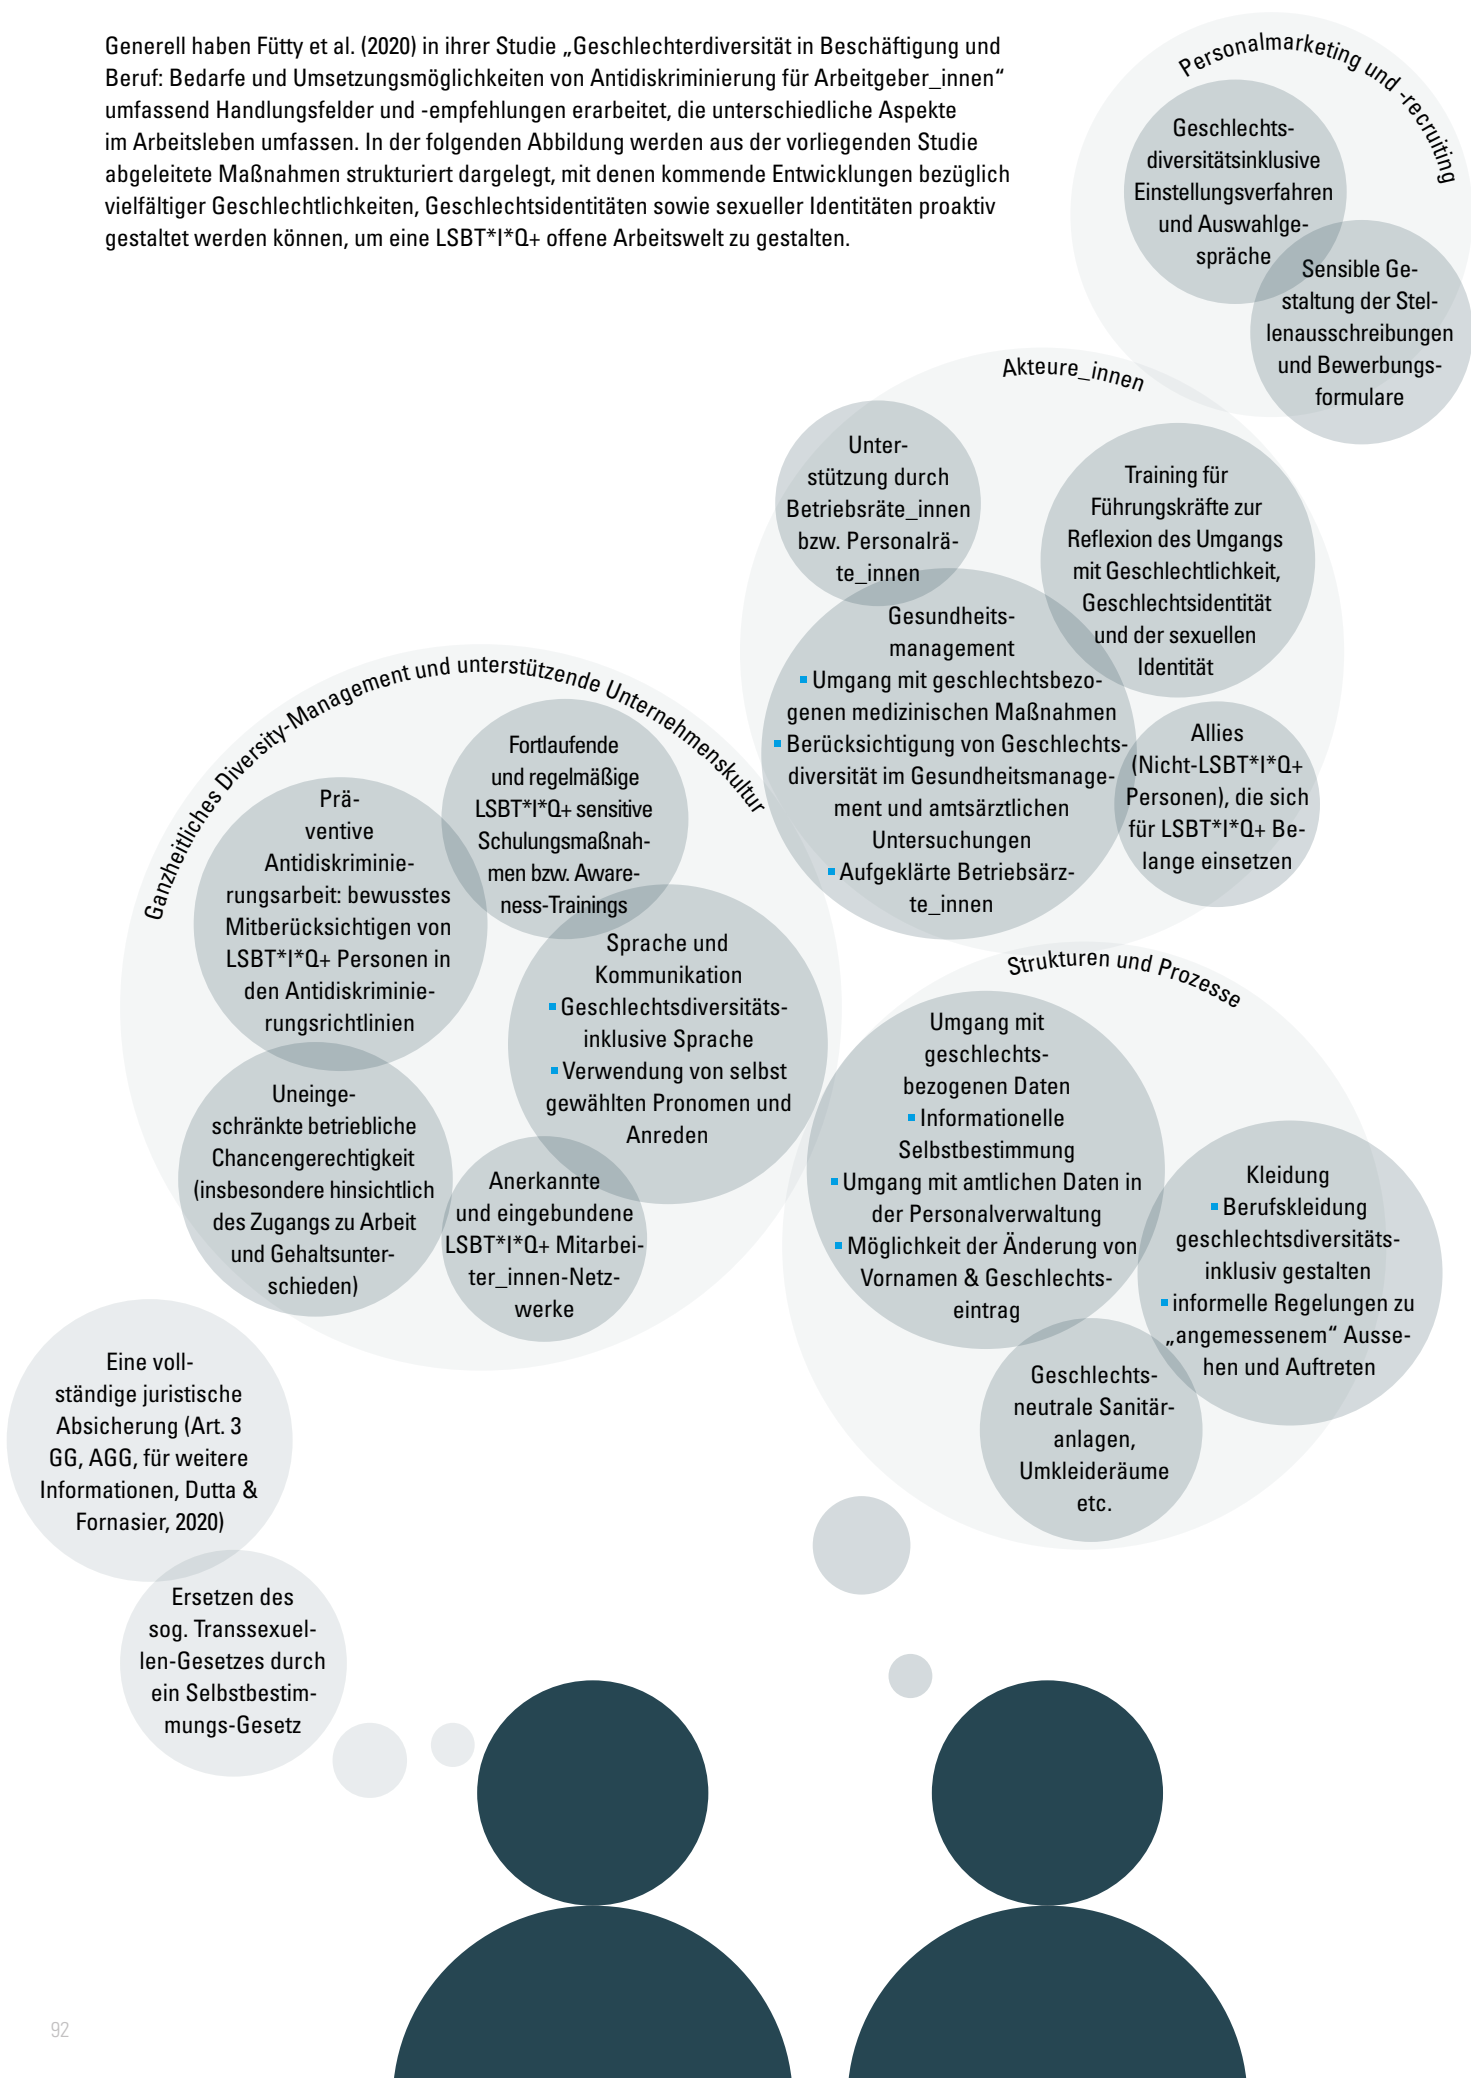 Generell haben Fütty et al. (2020) in ihrer Studie „Geschlechterdiversität in Beschäftigung und
Beruf: Bedarfe und Umsetzungsmöglichkeiten von Antidiskriminierung für Arbeitgeber_innen“
umfassend Handlungsfelder und -empfehlungen erarbeitet, die unterschiedliche Aspekte
im Arbeitsleben umfassen. In der folgenden Abbildung werden aus der vorliegenden Studie
abgeleitete Maßnahmen strukturiert dargelegt, mit denen kommende Entwicklungen bezüglich
vielfältiger Geschlechtlichkeiten, Geschlechtsidentitäten sowie sexueller Identitäten proaktiv
gestaltet werden können, um eine LSBT*I*Q+ offene Arbeitswelt zu gestalten.
Personalmarketing und -recruiting
Geschlechts-
diversitätsinklusive
Einstellungsverfahren
und Auswahlge-
spräche
Sensible Ge-
staltung der Stel-
lenausschreibungen
und Bewerbungs-
formulare
Akteure_innen
Unter-
stützung durch
Betriebsräte_innen
bzw. Personalrä-
te_innen
Training für
Führungskräfte zur
Reflexion des Umgangs
mit Geschlechtlichkeit,
Geschlechtsidentität
und der sexuellen
Identität
Gesundheits-
management
▪ Umgang mit geschlechtsbezo-
genen medizinischen Maßnahmen
▪ Berücksichtigung von Geschlechts-
diversität im Gesundheitsmanage-
ment und amtsärztlichen
Untersuchungen
▪ Aufgeklärte Betriebsärz-
te_innen
Allies
(Nicht-LSBT*I*Q+
Personen), die sich
für LSBT*I*Q+ Be-
lange einsetzen
Ganzheitliches Diversity-Management und unterstützende Unternehmenskultur
Fortlaufende
und regelmäßige
LSBT*I*Q+ sensitive
Schulungsmaßnah-
men bzw. Aware-
ness-Trainings
Prä-
ventive
Antidiskriminie-
rungsarbeit: bewusstes
Mitberücksichtigen von
LSBT*I*Q+ Personen in
den Antidiskriminie-
rungsrichtlinien
Sprache und
Kommunikation
▪ Geschlechtsdiversitäts-
inklusive Sprache
▪ Verwendung von selbst
gewählten Pronomen und
Anreden
Uneinge-
schränkte betriebliche
Chancengerechtigkeit
(insbesondere hinsichtlich
des Zugangs zu Arbeit
und Gehaltsunter-
schieden)
Anerkannte
und eingebundene
LSBT*I*Q+ Mitarbei-
ter_innen-Netz-
werke
Strukturen und Prozesse
Umgang mit
geschlechts-
bezogenen Daten
▪ Informationelle
Selbstbestimmung
▪ Umgang mit amtlichen Daten in
der Personalverwaltung
▪ Möglichkeit der Änderung von
Vornamen & Geschlechts-
eintrag
Kleidung
▪ Berufskleidung
geschlechtsdiversitäts-
inklusiv gestalten
▪ informelle Regelungen zu
„angemessenem“ Ausse-
hen und Auftreten
Geschlechts-
neutrale Sanitär-
anlagen,
Umkleideräume
etc.
Eine voll-
ständige juristische
Absicherung (Art. 3
GG, AGG, für weitere
Informationen, Dutta &
Fornasier, 2020)
Ersetzen des
sog. Transsexuel-
len-Gesetzes durch
ein Selbstbestim-
mungs-Gesetz
92